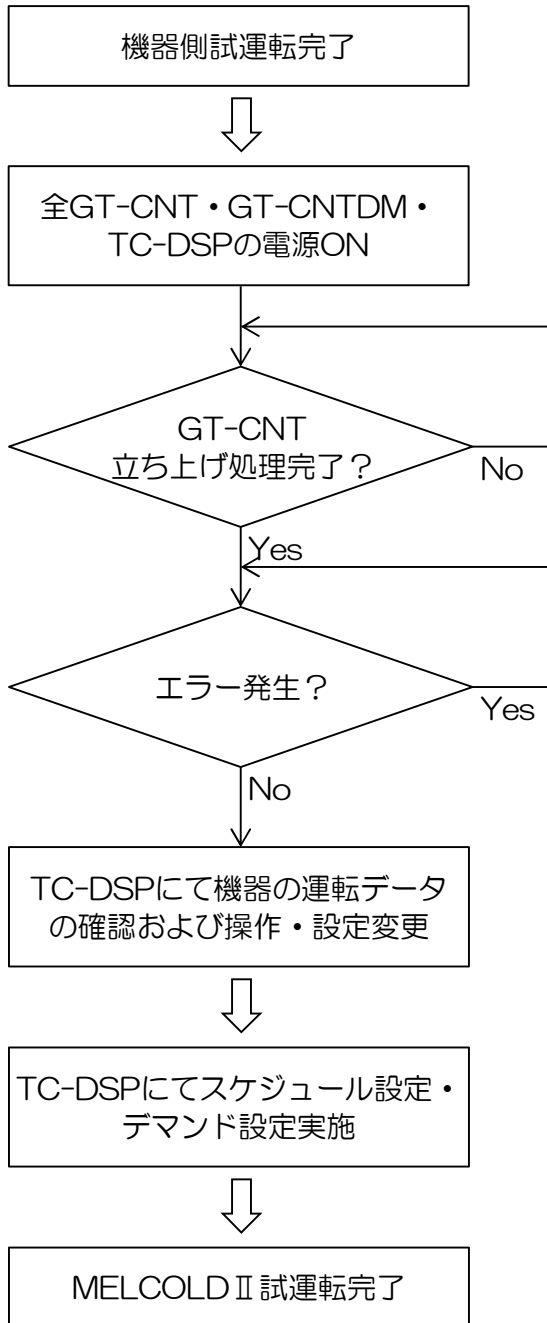 機器側試運転完了
全GT-CNT・GT-CNTDM・
TC-DSPの電源ON
GT-CNT
立ち上げ処理完了？
No
Yes
エラー発生？
Yes
No
TC-DSPにて機器の運転データ
の確認および操作・設定変更
TC-DSPにてスケジュール設定・
デマンド設定実施
MELCOLDⅡ試運転完了